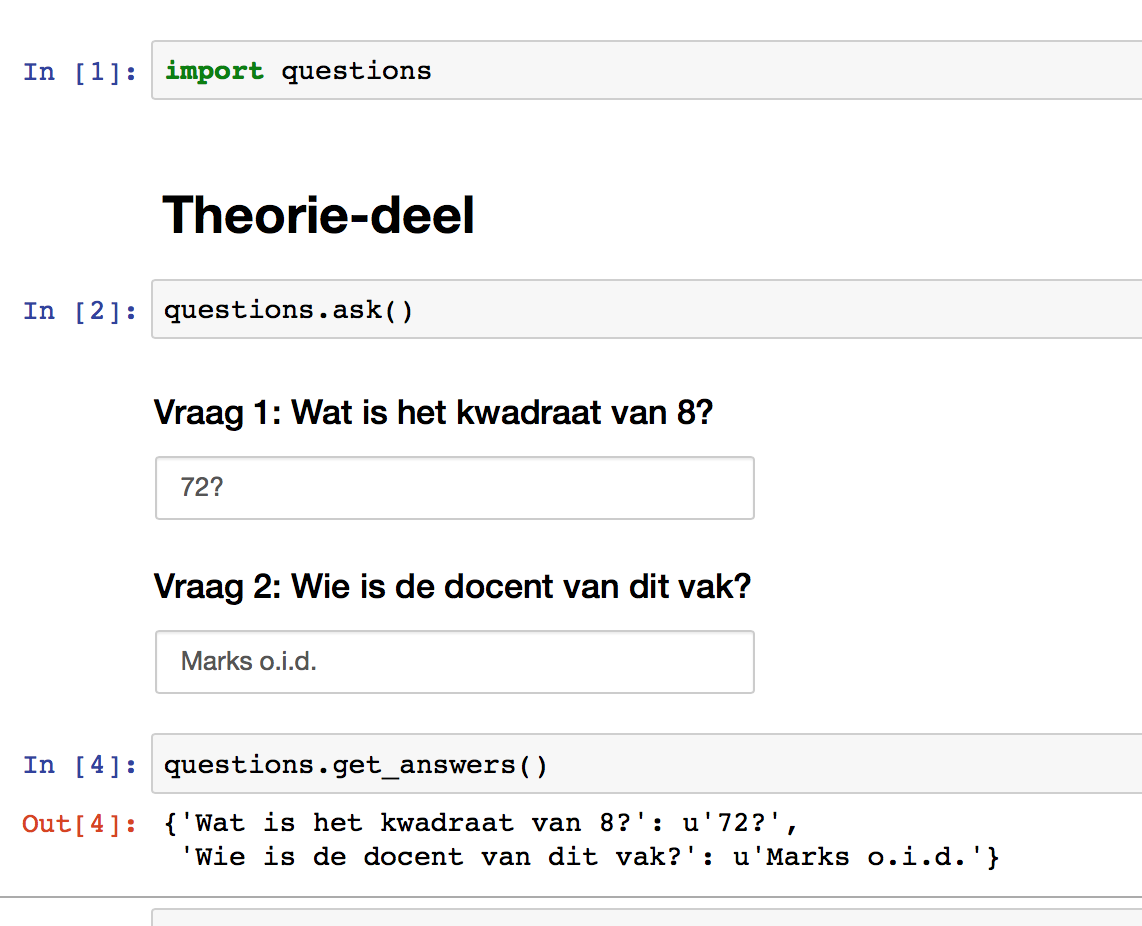 In [1]: import questions
Theorie-deel
In [2]: questions.ask()
Vraag 1: Wat is het kwadraat van 8?
72?
Vraag 2: Wie is de docent van dit vak?
Marks o.i.d.
In [4]: questions.get_answers()
Out[4]: {'Wat is het kwadraat van 8?': u'72?',
'Wie is de docent van dit vak?': u'Marks o.i.d.'}